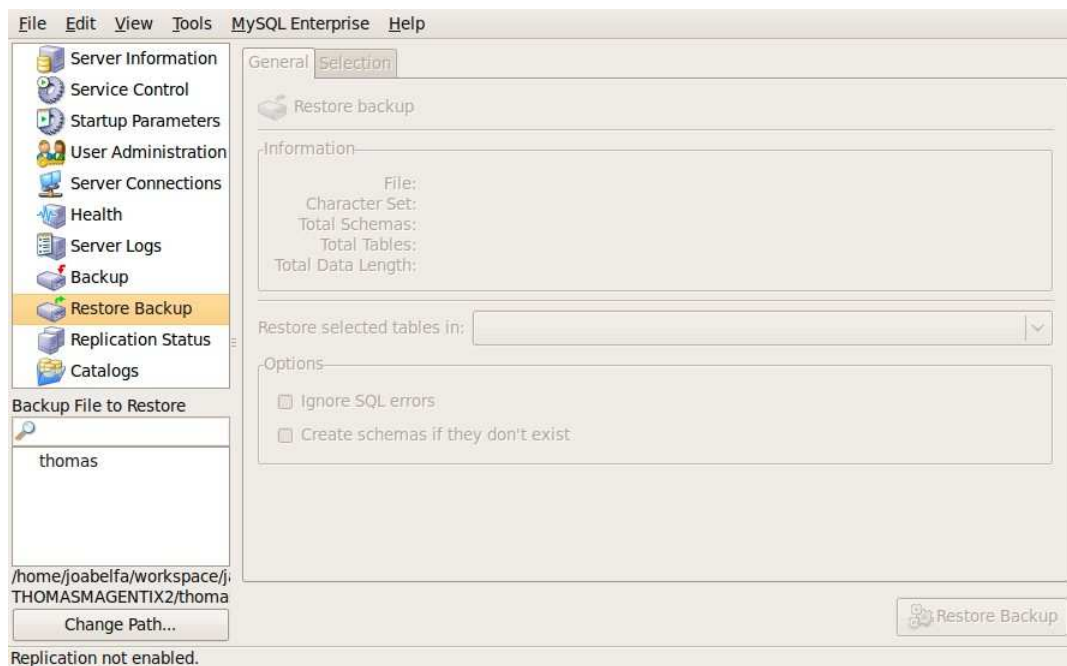 File Edit View Tools MySQL Enterprise Help
Server Information
Service Control
Startup Parameters
User Administration
Server Connections
Health
Server Logs
Backup
Restore Backup
Replication Status
Catalogs
Backup File to Restore
thomas
/home/joabelfa/workspace/j
THOMASMAGENTIX2/thoma
Change Path...
General Selection
Restore backup
Information
File:
Character Set:
Total Schemas:
Total Tables:
Total Data Length:
Restore selected tables in:
Options
Ignore SQL errors
Create schemas if they don't exist
Restore Backup
Replication not enabled.